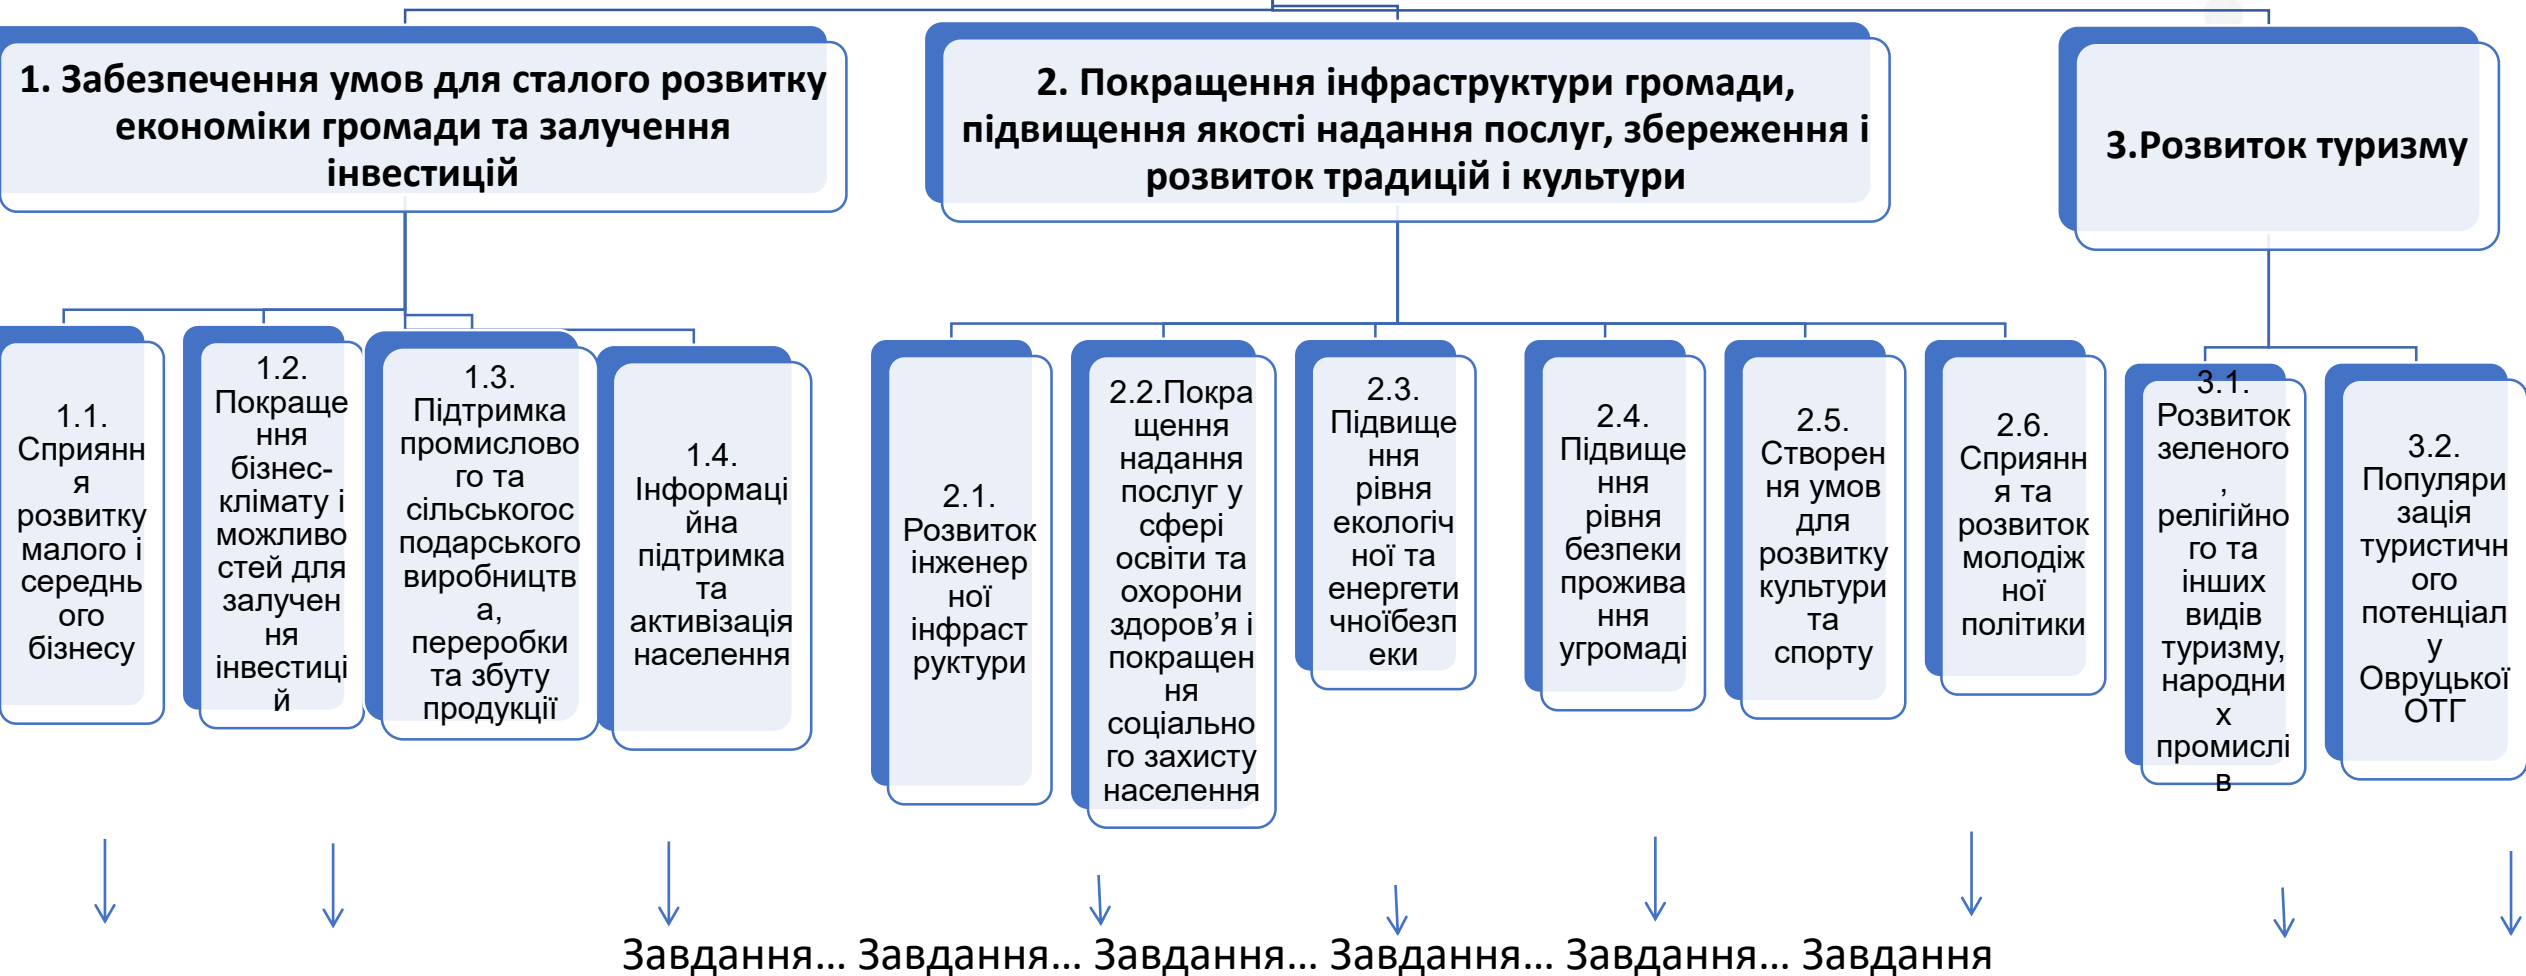 1. Забезпечення умов для сталого розвитку
економіки громади та залучення
інвестицій
2. Покращення інфраструктури громади,
підвищення якості надання послуг, збереження і
розвиток традицій і культури
3.Розвиток туризму
1.1.
Сприянн
я
розвитку
малого і
середнь
ого
бізнесу
1.2.
Покраще
ння
бізнес-
клімату і
можливо
стей для
залучен
ня
інвестиці
й
1.3.
Підтримка
промислово
го та
сільськогос
подарського
виробництв
а,
переробки
та збуту
продукції
1.4.
Інформаці
йна
підтримка
та
активізація
населення
2.1.
Розвиток
інженер
ної
інфраст
руктури
2.2.Покра
щення
надання
послуг у
сфері
освіти та
охорони
здоров’я і
покращен
ня
соціально
го захисту
населення
2.3.
Підвище
ння
рівня
екологіч
ної та
енергети
чноїбезп
еки
2.4.
Підвище
ння
рівня
безпеки
прожива
ння
угромаді
2.5.
Створен
ня умов
для
розвитку
культури
та
спорту
2.6.
Сприянн
я та
розвиток
молодіж
ної
політики
3.1.
Розвиток
зеленого
,
релігійно
го та
інших
видів
туризму,
народни
х
промислі
в
3.2.
Популяри
зація
туристичн
ого
потенціал
у
Овруцької
ОТГ
Завдання... Завдання... Завдання... Завдання... Завдання... Завдання